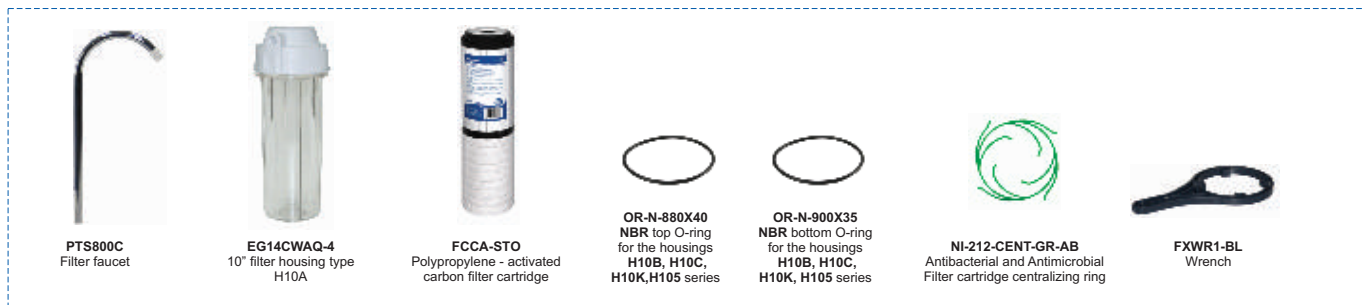 PTS800C
Filter faucet
EG14CWAQ-4
10" filter housing type
H10A
FCCA-STO
Polypropylene - activated
carbon filter cartridge
OR-N-880X40
NBR top O-ring
for the housings
H10B, H10C,
H10K,H105 series
OR-N-900X35
NBR bottom O-ring
for the housings
H10B, H10C,
H10K, H105 series
NI-212-CENT-GR-AB
Antibacterial and Antimicrobial
Filter cartridge centralizing ring
FXWR1-BL
Wrench